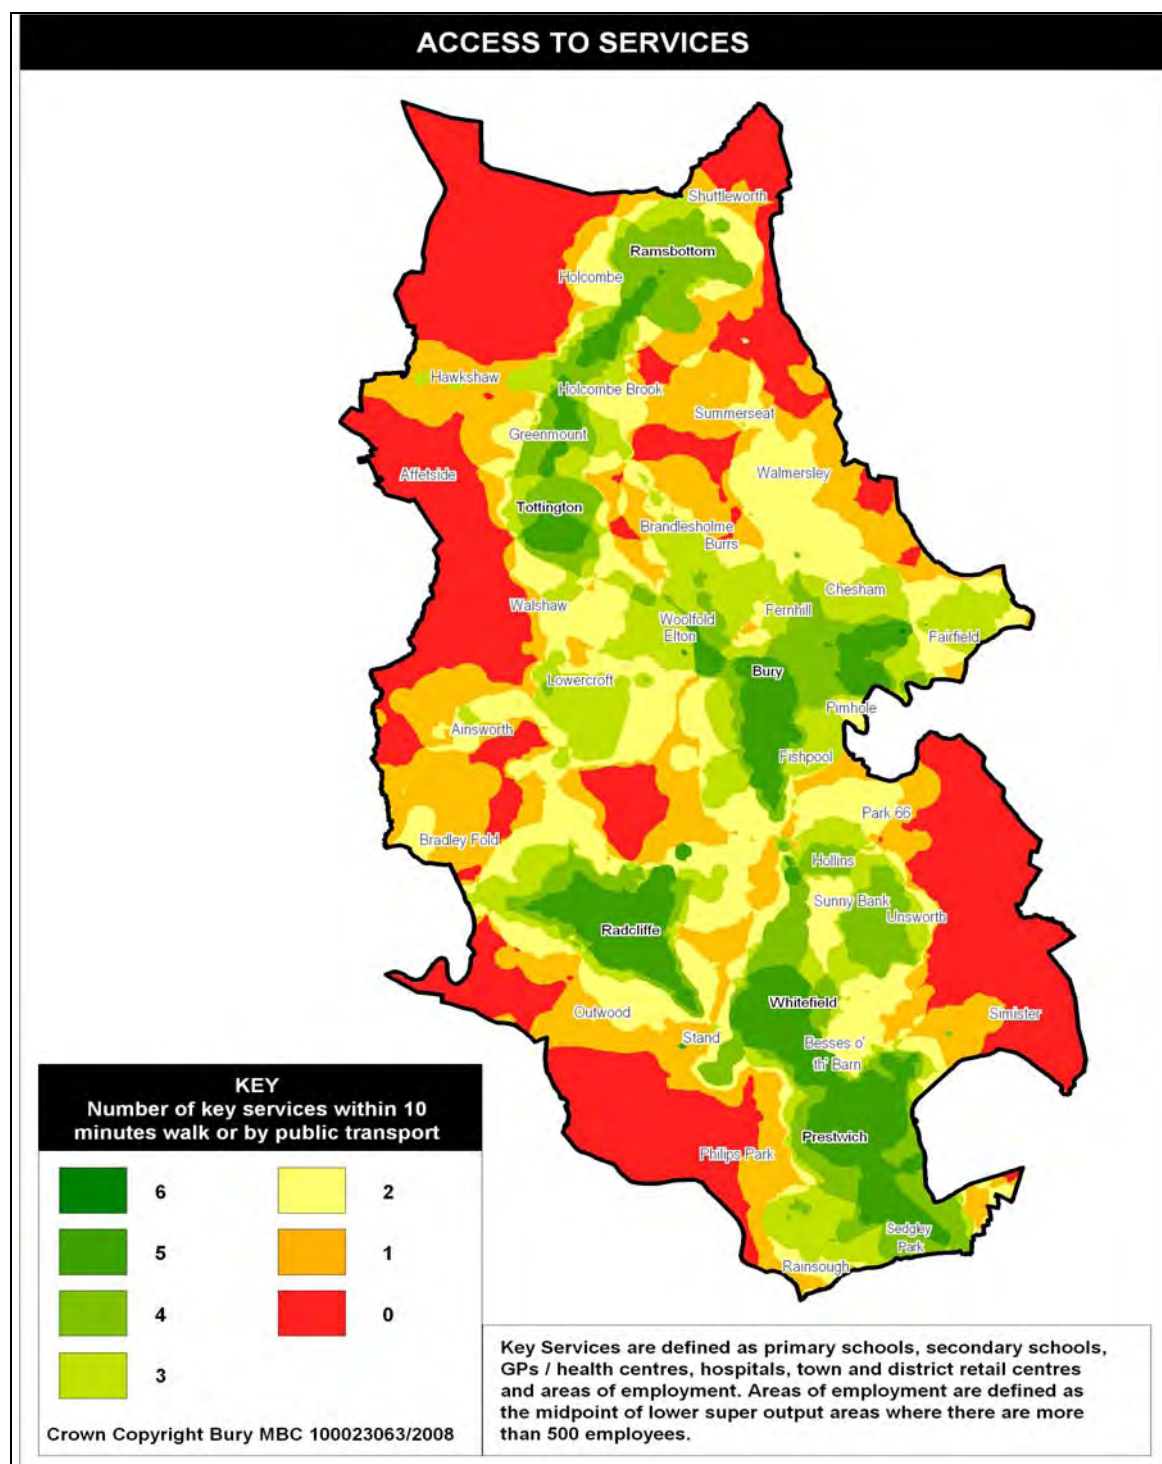 ACCESS TO SERVICES
Shuttleworth
Ramsbottom
Holcombe
Hawkshaw
Holcombe Brook
Summerseat
Greenmount
Affetside
Walmersley
Tottington
Brandlesholme
Burrs
Chesham
Walshaw
Fernhill
Woolfold
Elton
Fairfield
Bury
Lowercroft
Pimhole
Ainsworth
Fishpool
Park 66
Bradley Fold
Hollins
Sunny Bank
Unsworth
Radcliffe
Whitefield
Outwood
Simister
Stand
Besses o'
th' Barn
Prestwich
Philips Park
Sedgley
Park
Rainsough
KEY
Number of key services within 10
minutes walk or by public transport
6
2
5
1
4
0
3
Crown Copyright Bury MBC 100023063/2008
Key Services are defined as primary schools, secondary schools,
GPs / health centres, hospitals, town and district retail centres
and areas of employment. Areas of employment are defined as
the midpoint of lower super output areas where there are more
than 500 employees.